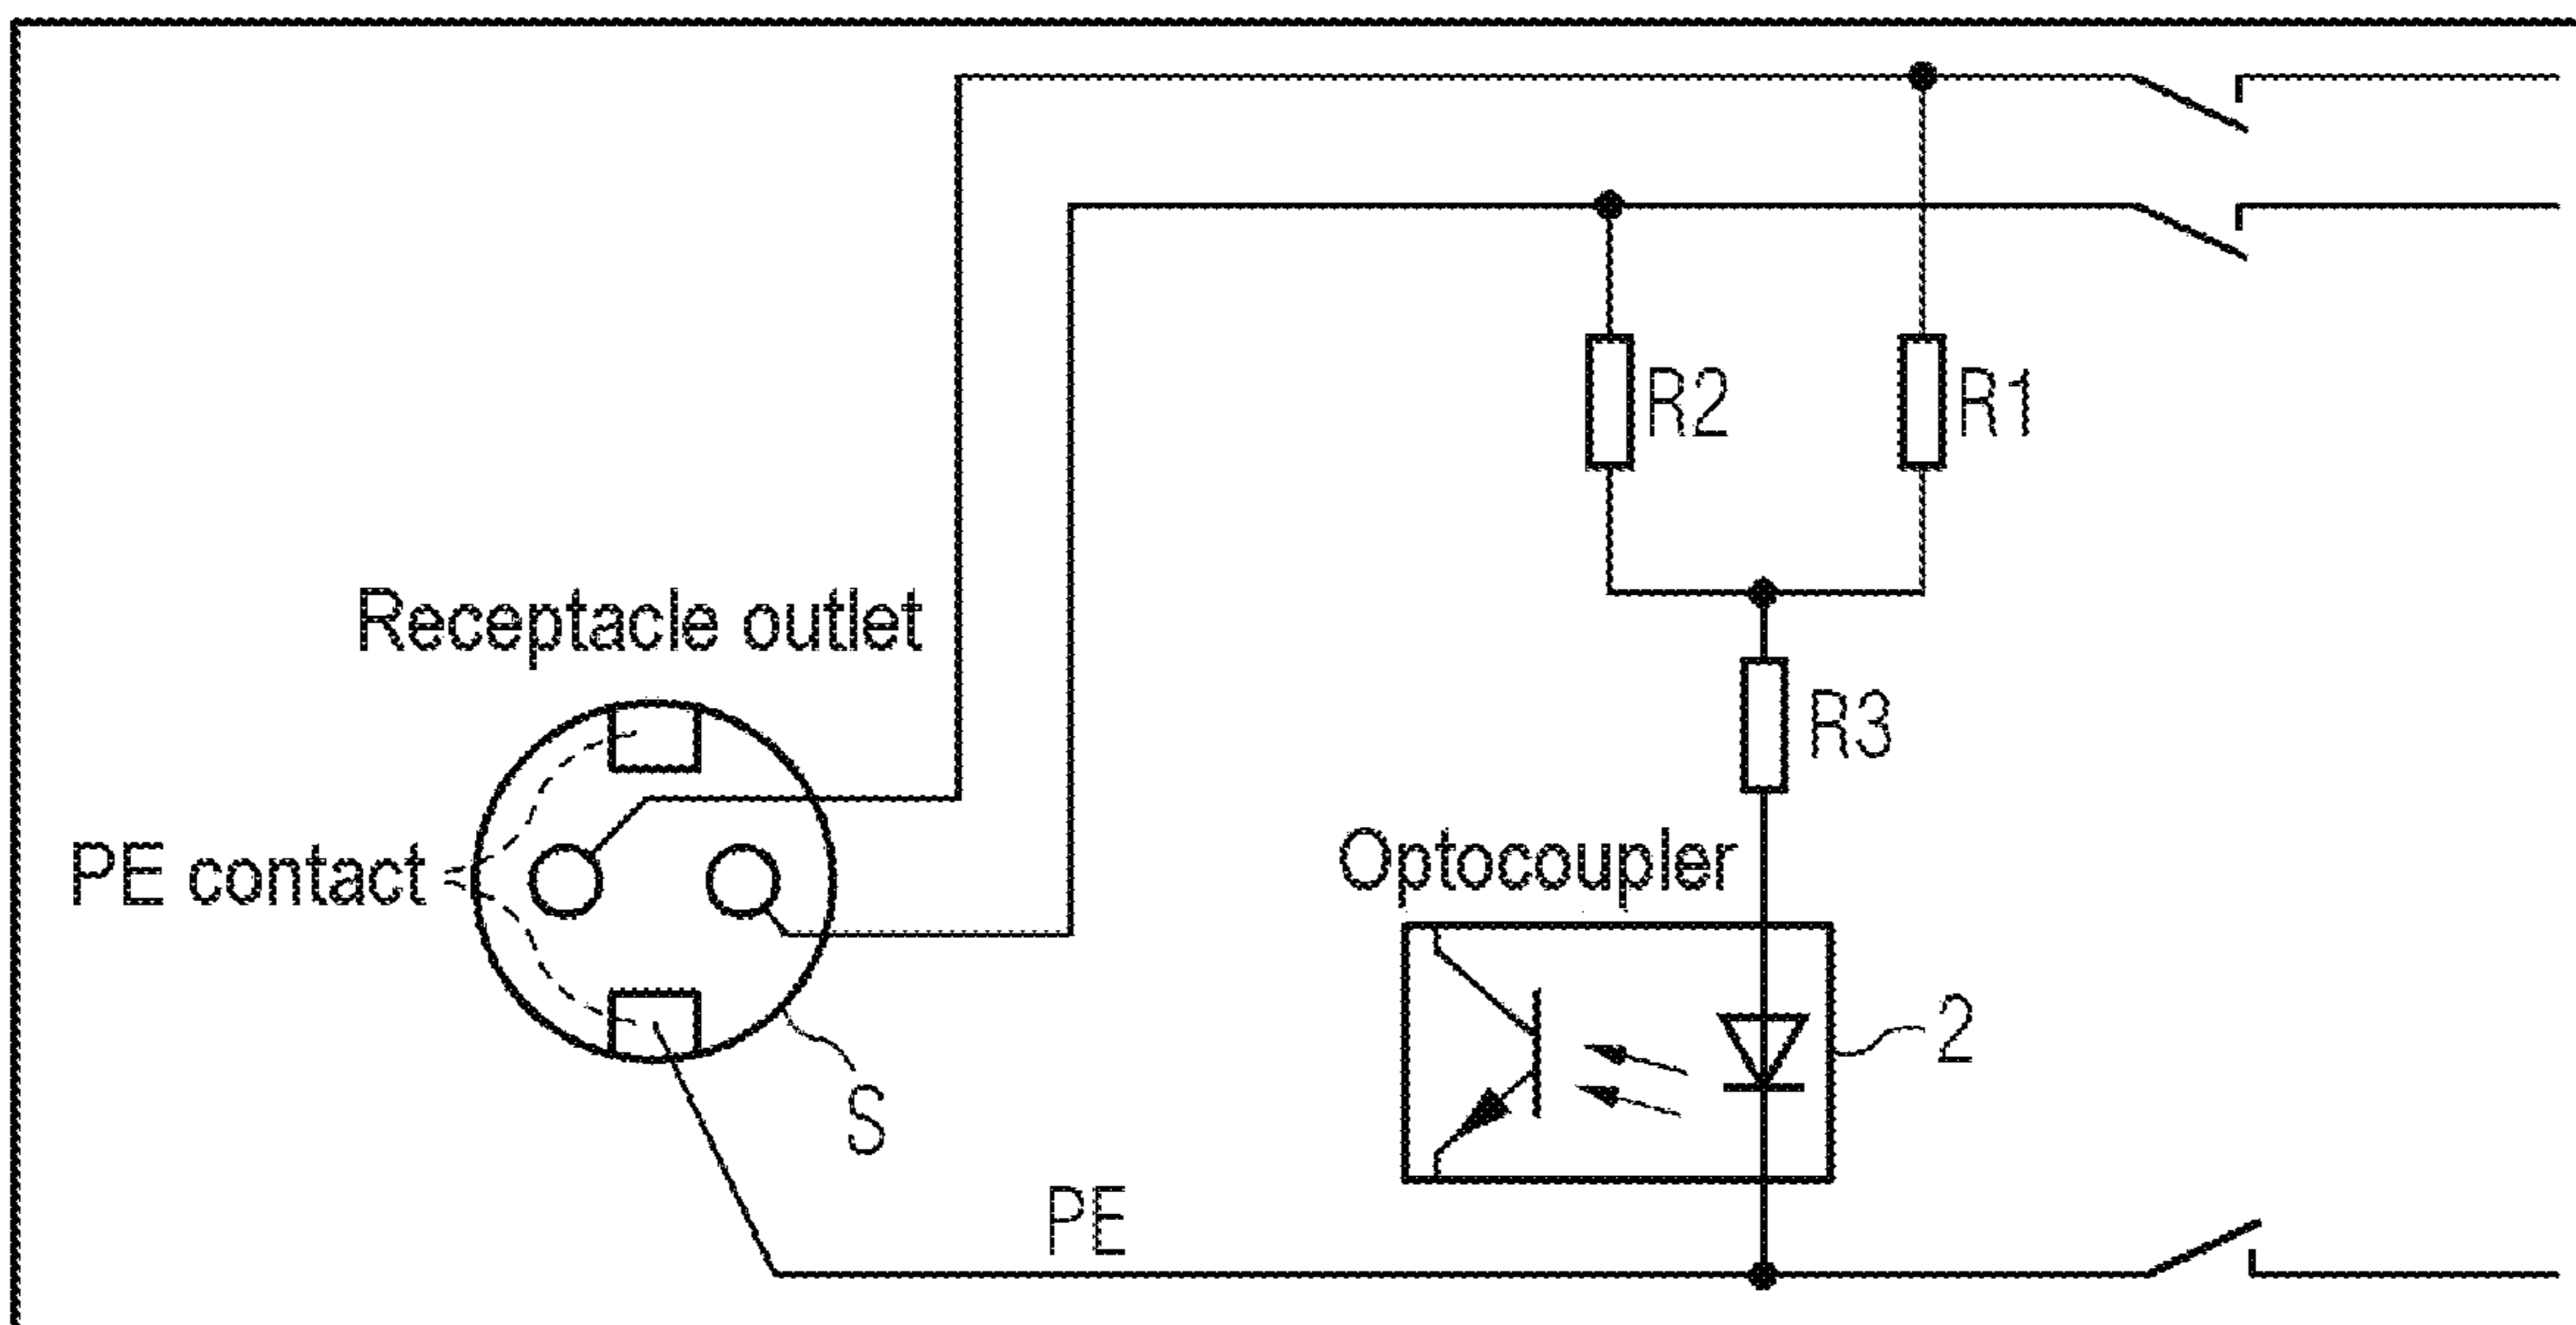 R2
R1
Receptacle outlet
R3
PE contact
Optocoupler
2
S
PE